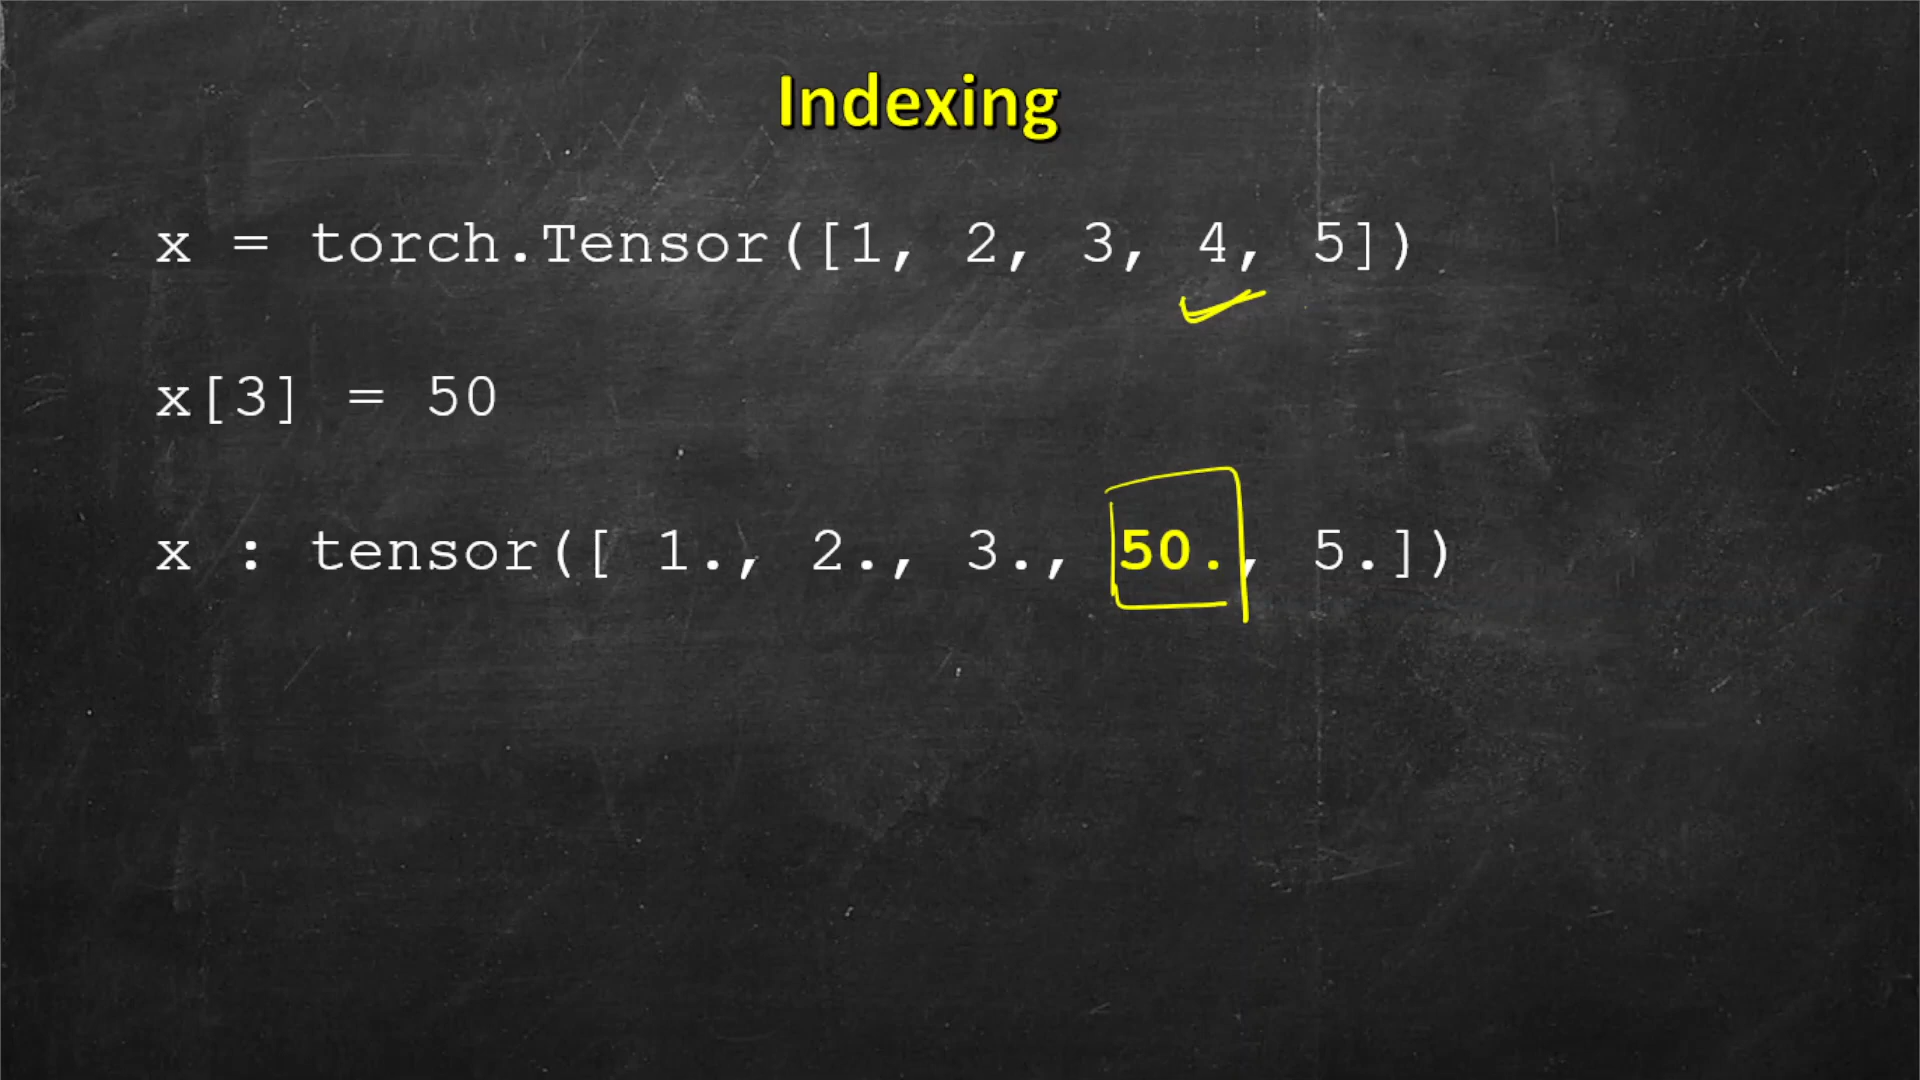 Indexing
x = torch.Tensor([1, 2, 3, 4, 5])
x[3] = 50
x : tensor([ 1., 2., 3., 50., 5.])